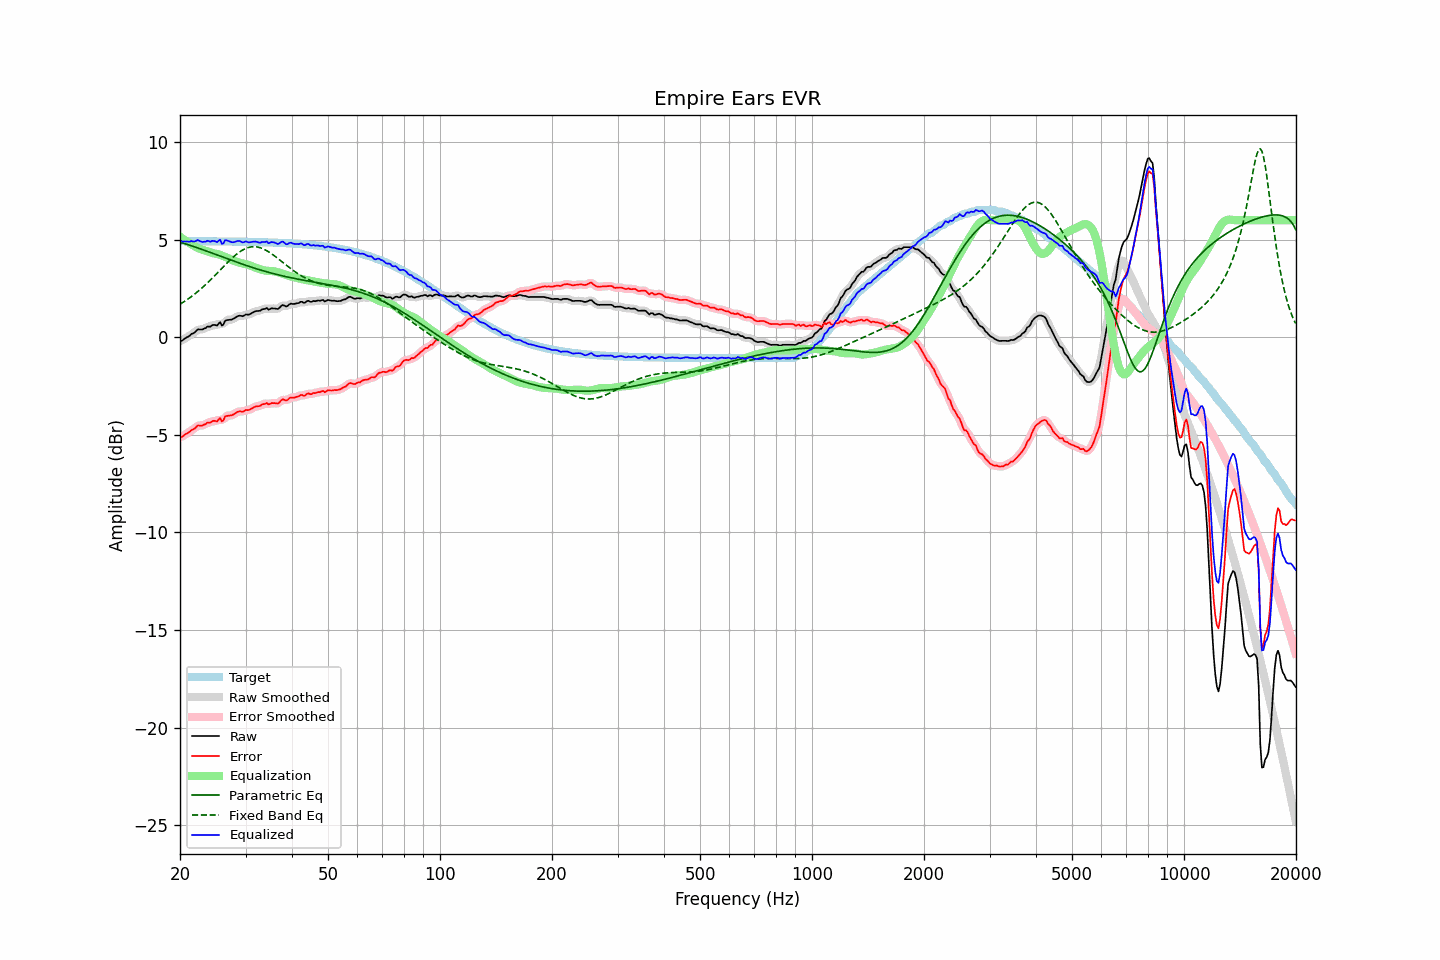 Empire Ears EVR
10
5
0
−5
−10
−15
−20
−25
Amplitude (dBr)
Target
Raw Smoothed
Error Smoothed
Raw
Error
Equalization
Parametric Eq
Fixed Band Eq
Equalized
20 50 100 200 500 1000 2000 5000 10000 20000
Frequency (Hz)